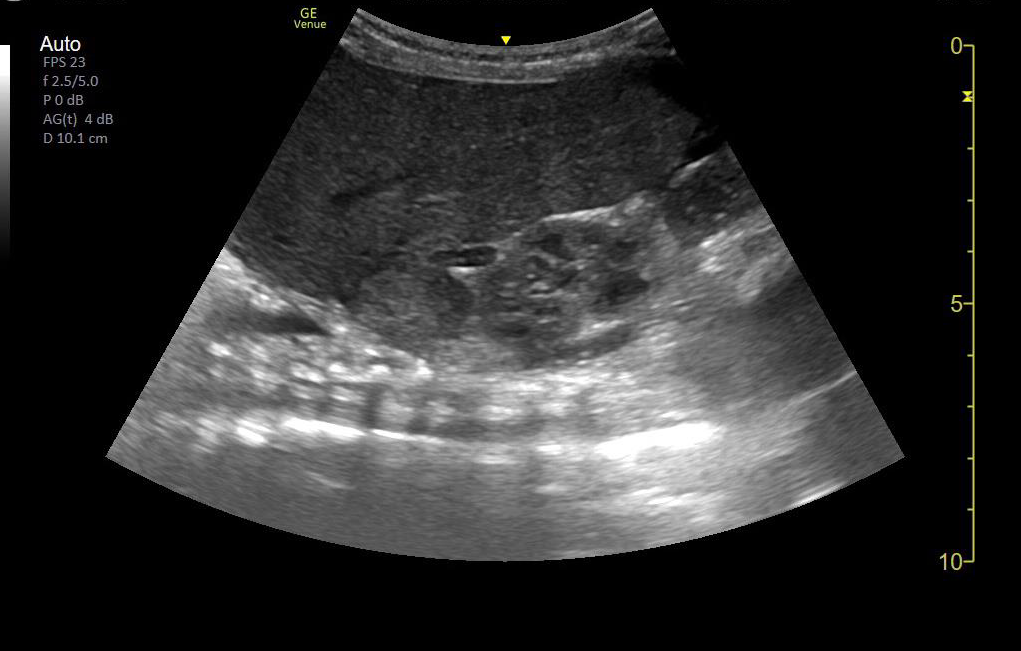 GE
Venue
Auto
FPS 23
f 2.5/5.0
P 0 dB
AG(t) 4 dB
D 10.1 cm
0
5
10